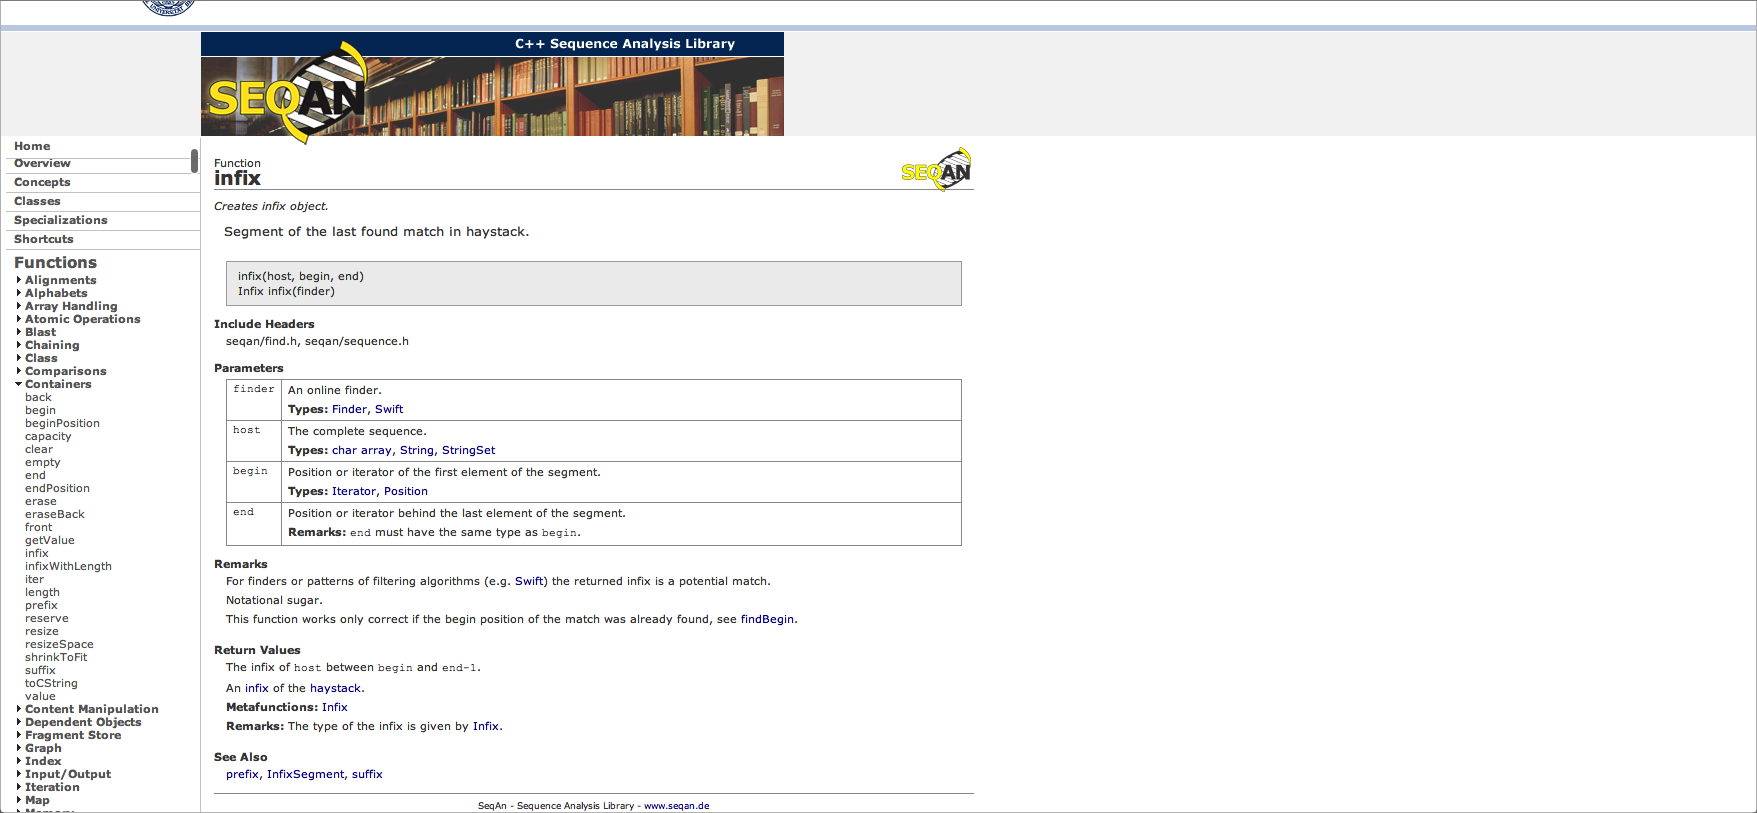 C++ Sequence Analysis Library
SEQAN
Home
Overview
Concepts
Classes
Specializations
Shortcuts
Functions
Alignments
Alphabets
Array Handling
Atomic Operations
Blast
Chaining
Class
Comparisons
Containers
back
begin
beginPosition
capacity
clear
empty
end
endPosition
erase
eraseBack
front
getValue
infix
infixWithLength
iter
length
prefix
reserve
resize
resizeSpace
shrinkToFit
suffix
toCString
value
Content Manipulation
Dependent Objects
Fragment Store
Graph
Index
Input/Output
Iteration
Map
Function
infix
SEQAN
Creates infix object.
Segment of the last found match in haystack.
infix(host, begin, end)
Infix infix(finder)
Include Headers
seqan/find.h, seqan/sequence.h
Parameters
finder An online finder.
Types: Finder, Swift
host The complete sequence.
Types: char array, String, StringSet
begin Position or iterator of the first element of the segment.
Types: Iterator, Position
end Position or iterator behind the last element of the segment.
Remarks: end must have the same type as begin.
Remarks
For finders or patterns of filtering algorithms (e.g. Swift) the returned infix is a potential match.
Notational sugar.
This function works only correct if the begin position of the match was already found, see findBegin.
Return Values
The infix of host between begin and end-1.
An infix of the haystack.
Metafunctions: Infix
Remarks: The type of the infix is given by Infix.
See Also
prefix, InfixSegment, suffix
SeqAn - Sequence Analysis Library - www.seqan.de